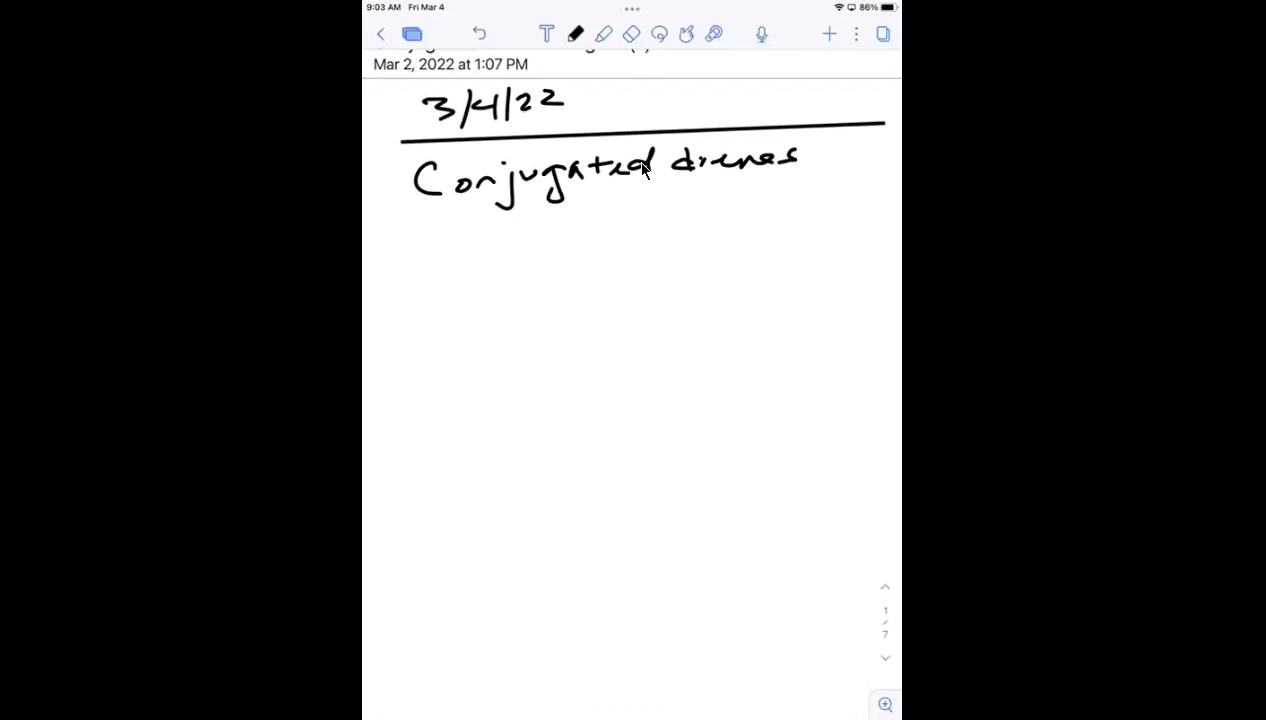 9:03 AM Fri Mar 4
86%
Mar 2, 2022 at 1:07 PM
3/4/22
Conjugated dienes
1
/
7